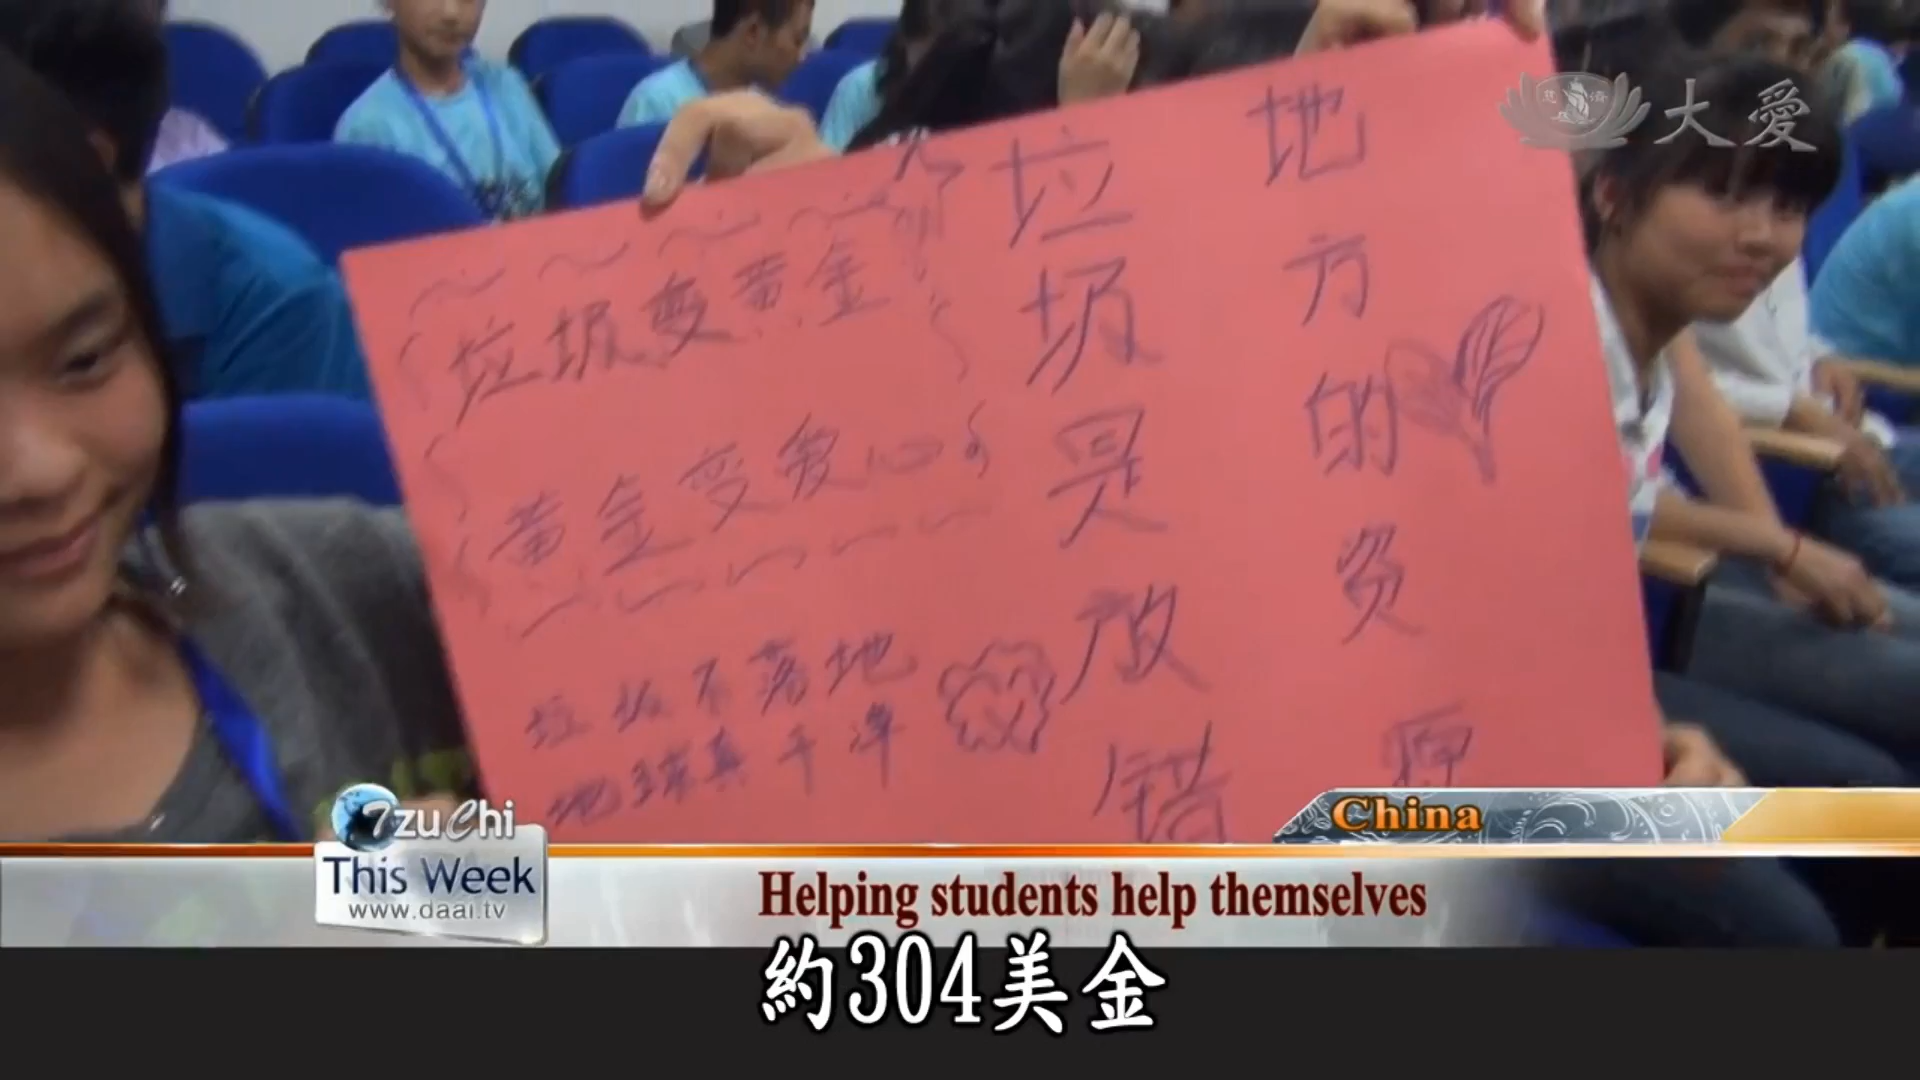 大愛
垃圾变黄金
黄金变爱心
垃圾不落地
地球真干净
垃圾是放错
地方的资源
China
Tzu Chi
This Week
www.daai.tv
Helping students help themselves
約304美金